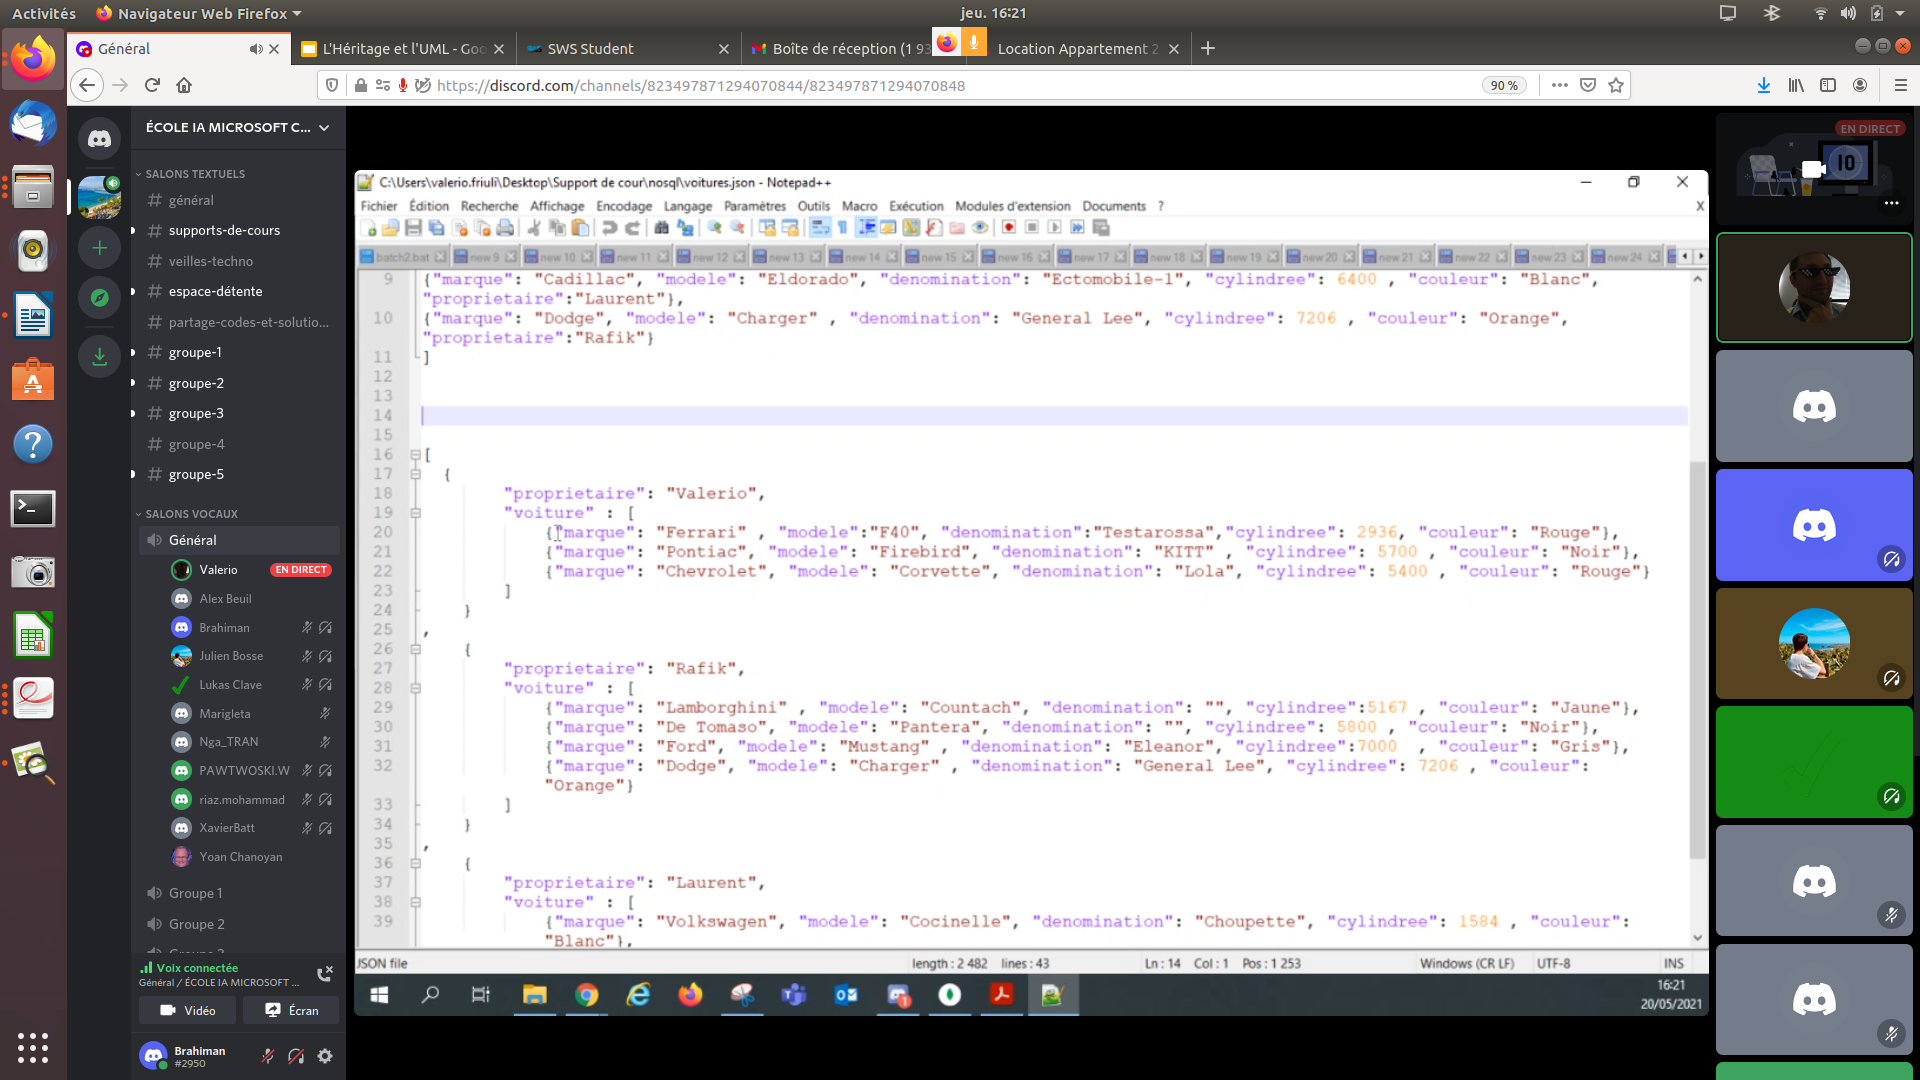 Activités
Navigateur Web Firefox
jeu. 16:21
Général
L'Héritage et l'UML - Goo
SWS Student
Boîte de réception (1 93
Location Appartement 2
https://discord.com/channels/823497871294070844/823497871294070848
90 %
ÉCOLE IA MICROSOFT C...
SALONS TEXTUELS
# général
# supports-de-cours
# veilles-techno
# espace-détente
# partage-codes-et-solutio...
# groupe-1
# groupe-2
# groupe-3
# groupe-4
# groupe-5
SALONS VOCAUX
Général
Valerio EN DIRECT
Alex Beuil
Brahiman
Julien Bosse
Lukas Clave
Marigleta
Nga_TRAN
PAWTWOSKI.W
riaz.mohammad
XavierBatt
Yoan Chanoyan
Groupe 1
Groupe 2
Voix connectée
Général / ÉCOLE IA MICROSOFT ...
Vidéo
Écran
Brahiman
#2950
C:\Users\valerio.friuli\Desktop\Support de cour\nosql\voitures.json - Notepad++
Fichier Édition Recherche Affichage Encodage Langage Paramètres Outils Macro Exécution Modules d'extension Documents ? X
batch2.bat new 9 new 10 new 11 new 12 new 13 new 14 new 15 new 16 new 17 new 18 new 19 new 20 new 21 new 22 new 23 new 24
9 {"marque": "Cadillac", "modele": "Eldorado", "denomination": "Ectomobile-1", "cylindree": 6400 , "couleur": "Blanc",
"proprietaire":"Laurent"},
10 {"marque": "Dodge", "modele": "Charger" , "denomination": "General Lee", "cylindree": 7206 , "couleur": "Orange",
"proprietaire":"Rafik"}
11 ]
12
13
14
15
16 [
17 {
18 "proprietaire": "Valerio",
19 "voiture" : [
20 {"marque": "Ferrari" , "modele":"F40", "denomination":"Testarossa","cylindree": 2936, "couleur": "Rouge"},
21 {"marque": "Pontiac", "modele": "Firebird", "denomination": "KITT" , "cylindree": 5700 , "couleur": "Noir"},
22 {"marque": "Chevrolet", "modele": "Corvette", "denomination": "Lola", "cylindree": 5400 , "couleur": "Rouge"}
23 ]
24 }
25 ,
26 {
27 "proprietaire": "Rafik",
28 "voiture" : [
29 {"marque": "Lamborghini" , "modele": "Countach", "denomination": "", "cylindree":5167 , "couleur": "Jaune"},
30 {"marque": "De Tomaso", "modele": "Pantera", "denomination": "", "cylindree": 5800 , "couleur": "Noir"},
31 {"marque": "Ford", "modele": "Mustang" , "denomination": "Eleanor", "cylindree":7000 , "couleur": "Gris"},
32 {"marque": "Dodge", "modele": "Charger" , "denomination": "General Lee", "cylindree": 7206 , "couleur":
"Orange"}
33 ]
34 }
35 ,
36 {
37 "proprietaire": "Laurent",
38 "voiture" : [
39 {"marque": "Volkswagen", "modele": "Cocinelle", "denomination": "Choupette", "cylindree": 1584 , "couleur":
"Blanc"},
JSON file
length : 2 482 lines : 43
Ln : 14 Col : 1 Pos : 1 253
Windows (CR LF)
UTF-8
INS
16:21
20/05/2021
EN DIRECT